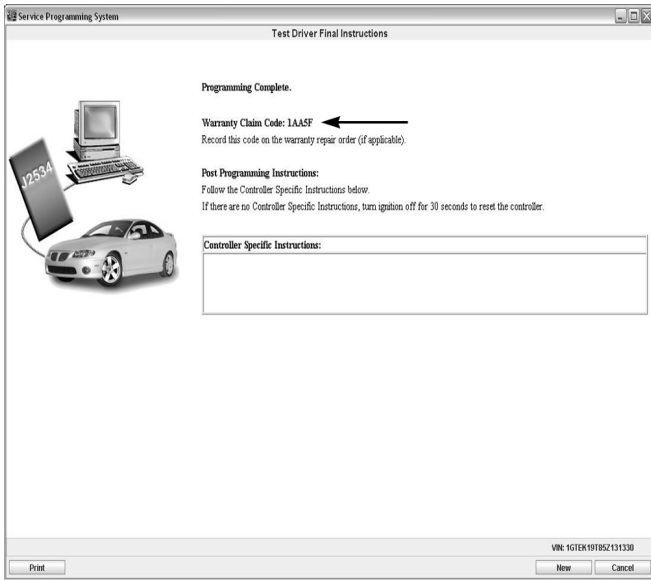 Service Programming System
Test Driver Final Instructions
Programming Complete.
Warranty Claim Code: 1AA5F
Record this code on the warranty repair order (if applicable).
J2534
Post Programming Instructions:
Follow the Controller Specific Instructions below.
If there are no Controller Specific Instructions, turn ignition off for 30 seconds to reset the controller.
Controller Specific Instructions:
VIN: 1GTEK19T85Z131330
Print
New
Cancel